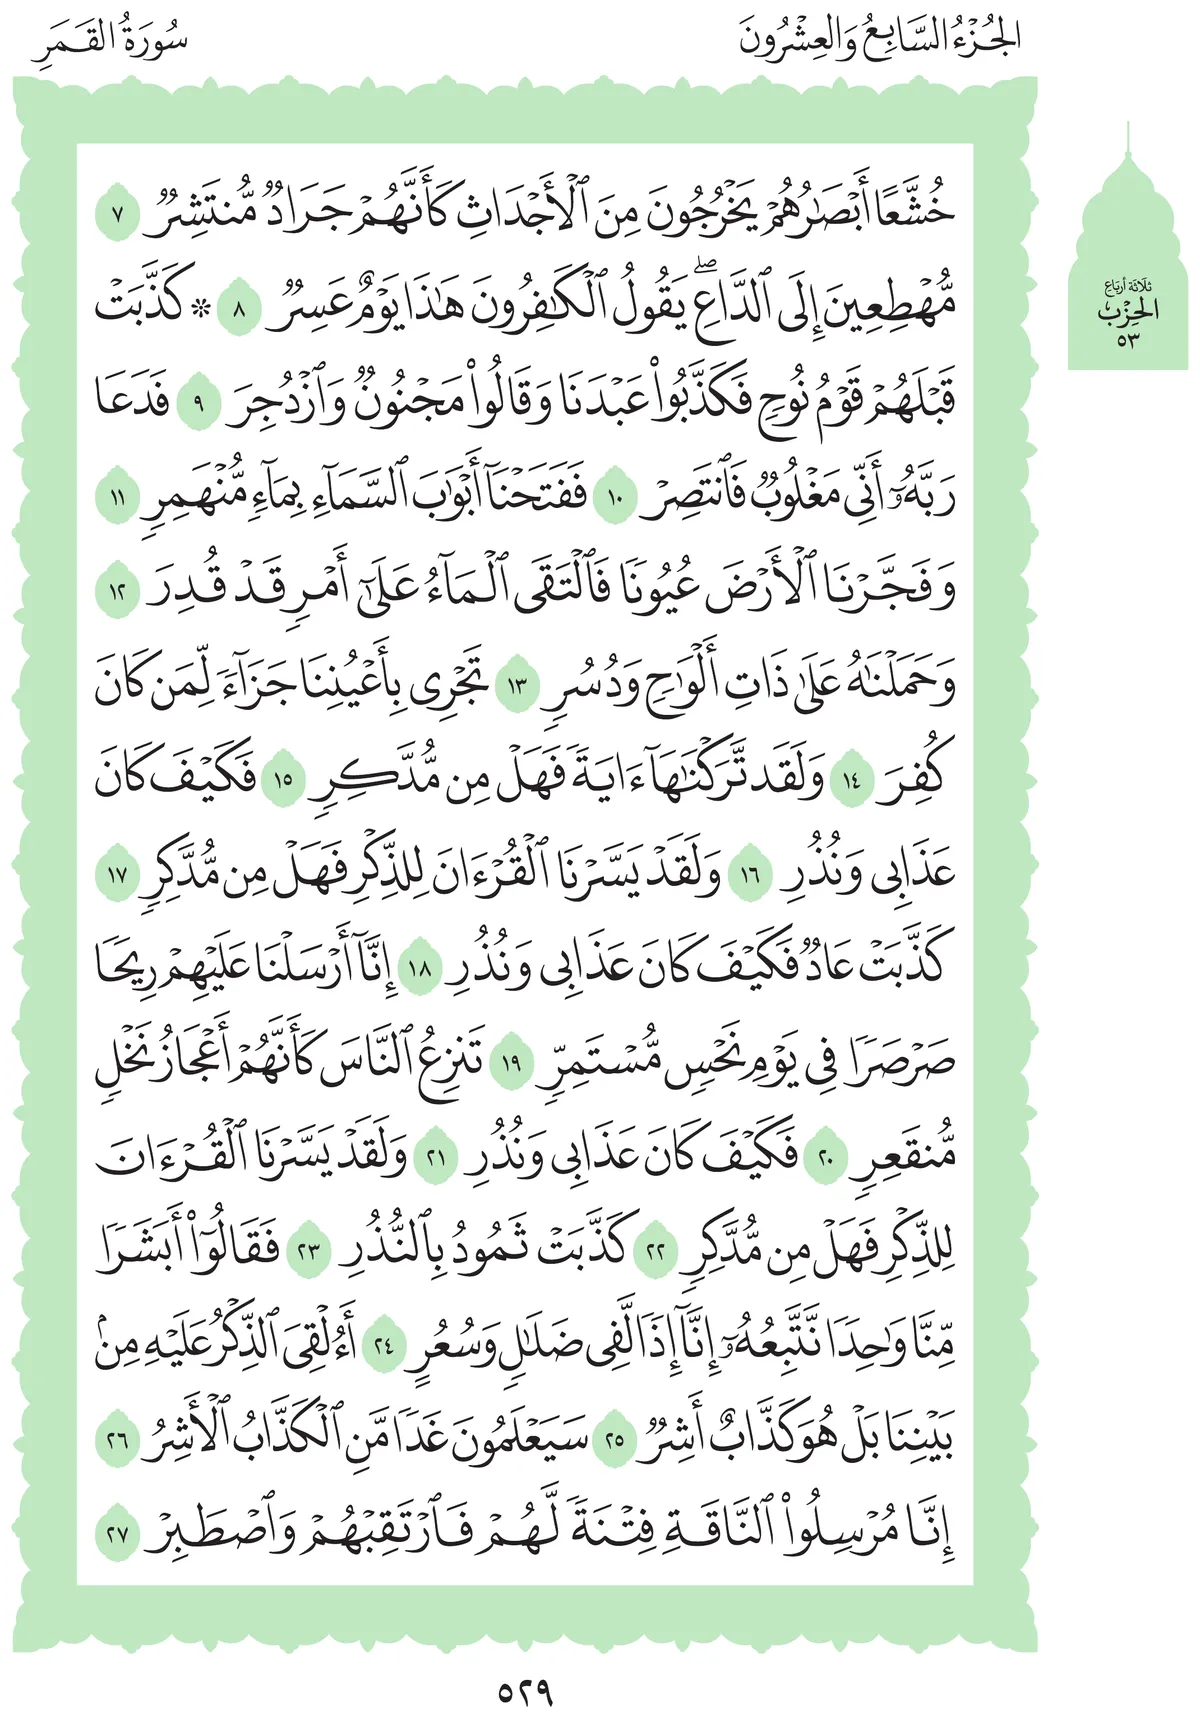 الجُزْءُ السَّابِعُ وَالعِشْرُونَ
سُورَةُ القَمَرِ
ثَلَاثَة أَربَاع
الحِزْب
٥٣
خُشَّعًا أَبۡصَٰرُهُمۡ يَخۡرُجُونَ مِنَ ٱلۡأَجۡدَاثِ كَأَنَّهُمۡ جَرَادٞ مُّنتَشِرٞ ٧
مُّهۡطِعِينَ إِلَى ٱلدَّاعِۖ يَقُولُ ٱلۡكَٰفِرُونَ هَٰذَا يَوۡمٌ عَسِرٞ ٨ * كَذَّبَتۡ
قَبۡلَهُمۡ قَوۡمُ نُوحٖ فَكَذَّبُواْ عَبۡدَنَا وَقَالُواْ مَجۡنُونٞ وَٱزۡدُجِرَ ٩ فَدَعَا
رَبَّهُۥٓ أَنِّي مَغۡلُوبٞ فَٱنتَصِرۡ ١٠ فَفَتَحۡنَآ أَبۡوَٰبَ ٱلسَّمَآءِ بِمَآءٖ مُّنۡهَمِرٖ ١١
وَفَجَّرۡنَا ٱلۡأَرۡضَ عُيُونٗا فَٱلۡتَقَى ٱلۡمَآءُ عَلَىٰٓ أَمۡرٖ قَدۡ قُدِرَ ١٢
وَحَمَلۡنَٰهُ عَلَىٰ ذَاتِ أَلۡوَٰحٖ وَدُسُرٖ ١٣ تَجۡرِي بِأَعۡيُنِنَا جَزَآءٗ لِّمَن كَانَ
كُفِرَ ١٤ وَلَقَد تَّرَكۡنَٰهَآ ءَايَةٗ فَهَلۡ مِن مُّدَّكِرٖ ١٥ فَكَيۡفَ كَانَ
عَذَابِي وَنُذُرِ ١٦ وَلَقَدۡ يَسَّرۡنَا ٱلۡقُرۡءَانَ لِلذِّكۡرِ فَهَلۡ مِن مُّدَّكِرٖ ١٧
كَذَّبَتۡ عَادٞ فَكَيۡفَ كَانَ عَذَابِي وَنُذُرِ ١٨ إِنَّآ أَرۡسَلۡنَا عَلَيۡهِمۡ رِيحٗا
صَرۡصَرٗا فِي يَوۡمِ نَحۡسٖ مُّسۡتَمِرّٖ ١٩ تَنزِعُ ٱلنَّاسَ كَأَنَّهُمۡ أَعۡجَازُ نَخۡلٖ
مُّنقَعِرٖ ٢٠ فَكَيۡفَ كَانَ عَذَابِي وَنُذُرِ ٢١ وَلَقَدۡ يَسَّرۡنَا ٱلۡقُرۡءَانَ
لِلذِّكۡرِ فَهَلۡ مِن مُّدَّكِرٖ ٢٢ كَذَّبَتۡ ثَمُودُ بِٱلنُّذُرِ ٢٣ فَقَالُوٓاْ أَبَشَرٗا
مِّنَّا وَٰحِدٗا نَّتَّبِعُهُۥٓ إِنَّآ إِذٗا لَّفِي ضَلَٰلٖ وَسُعُرٍ ٢٤ أَءُلۡقِيَ ٱلذِّكۡرُ عَلَيۡهِ مِنۢ
بَيۡنِنَا بَلۡ هُوَ كَذَّابٌ أَشِرٞ ٢٥ سَيَعۡلَمُونَ غَدٗا مَّنِ ٱلۡكَذَّابُ ٱلۡأَشِرُ ٢٦
إِنَّا مُرۡسِلُواْ ٱلنَّاقَةِ فِتۡنَةٗ لَّهُمۡ فَٱرۡتَقِبۡهُمۡ وَٱصۡطَبِرۡ ٢٧
٥٢٩